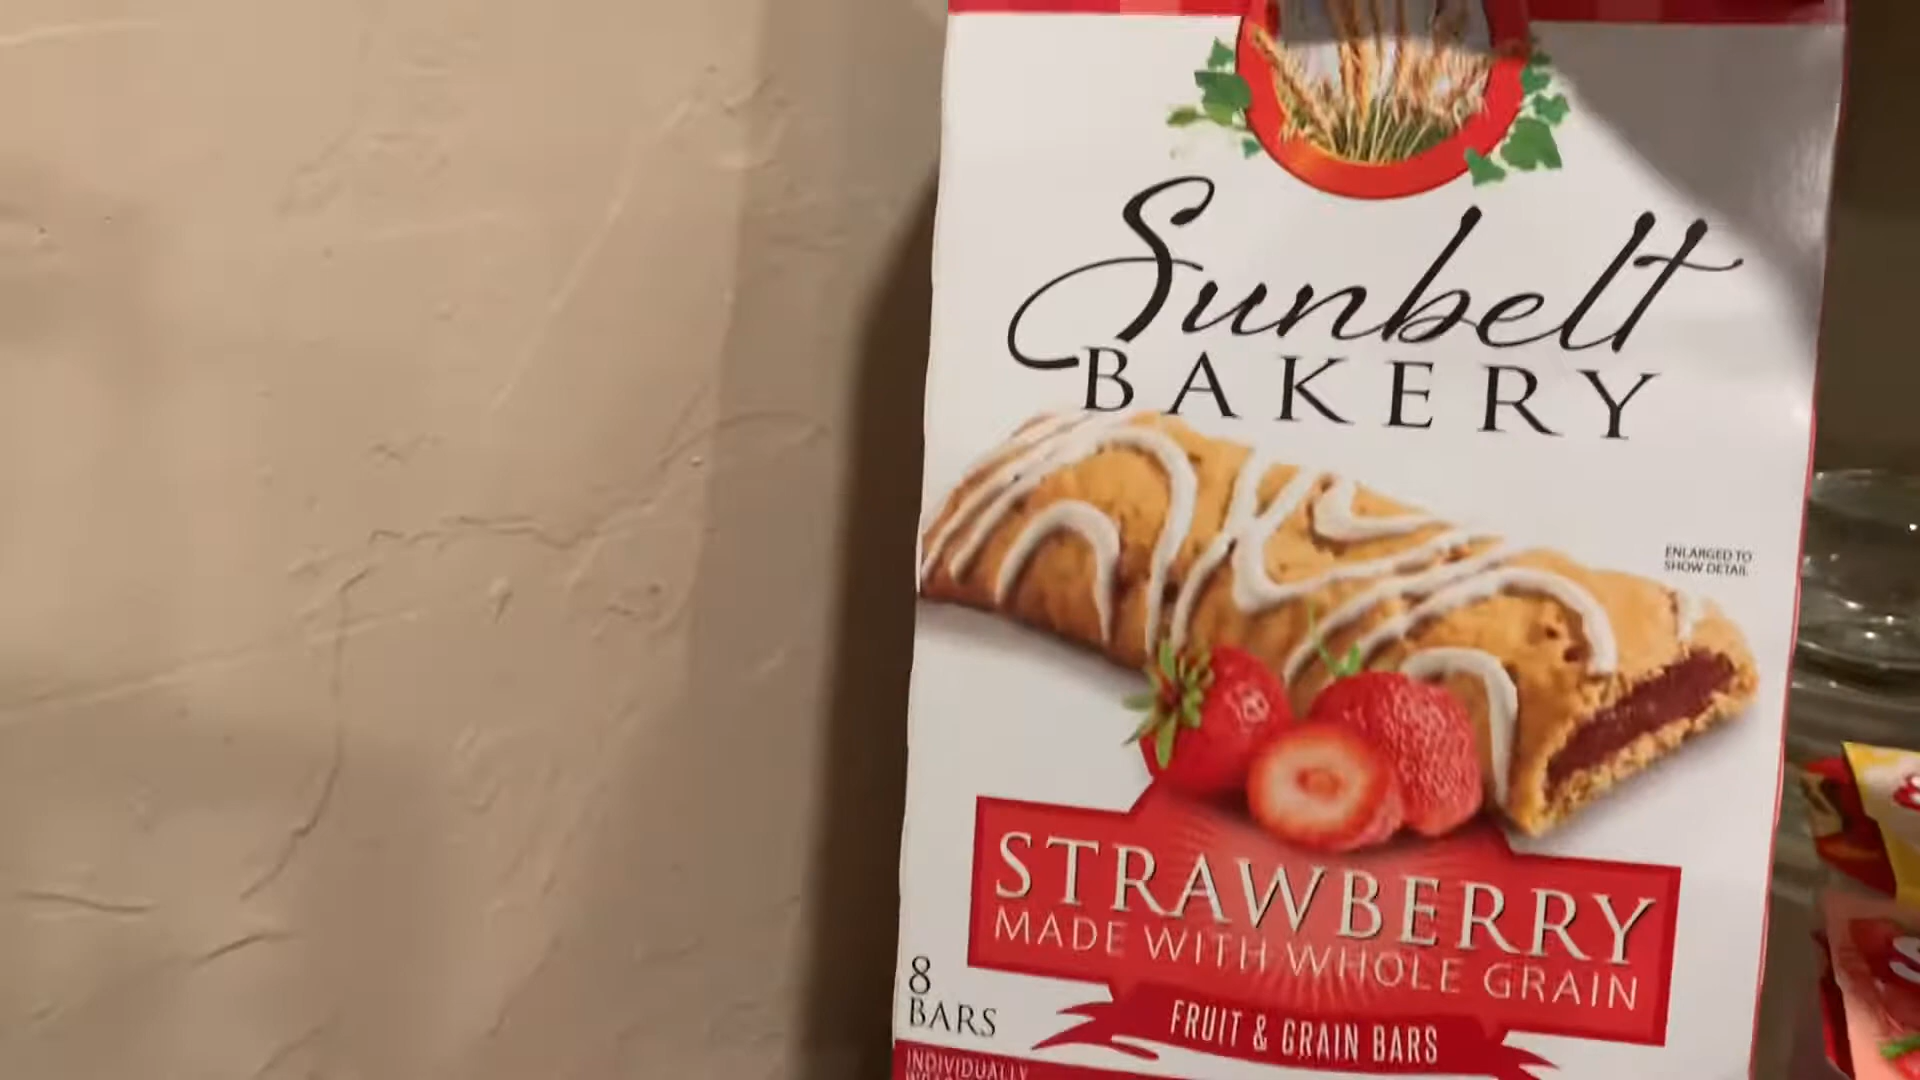 Sunbelt
BAKERY
ENLARGED TO
SHOW DETAIL
STRAWBERRY
MADE WITH WHOLE GRAIN
8
BARS
FRUIT & GRAIN BARS
INDIVIDUALLY